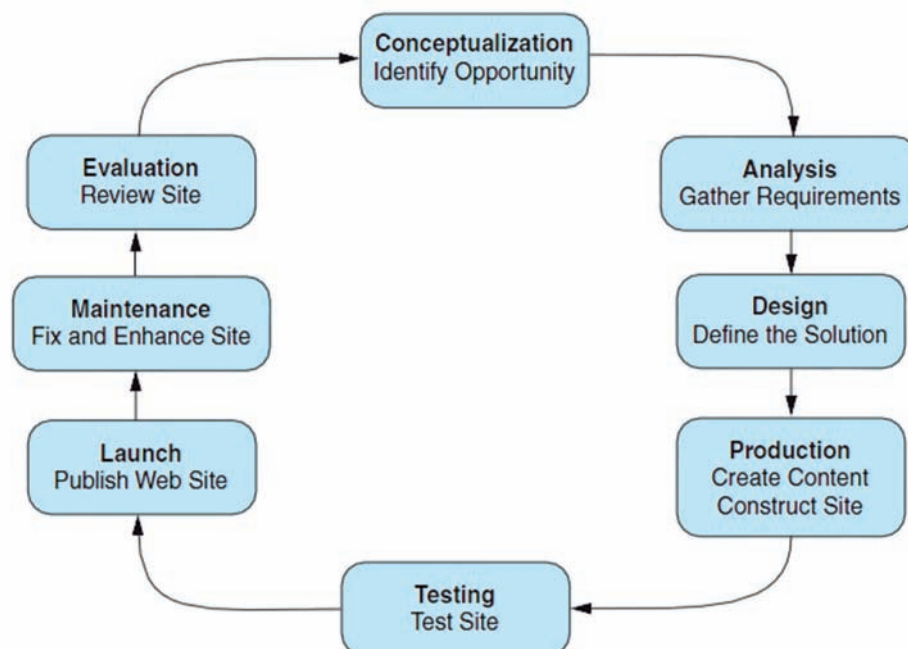 Conceptualization
Identify Opportunity
Analysis
Gather Requirements
Design
Define the Solution
Production
Create Content
Construct Site
Testing
Test Site
Launch
Publish Web Site
Maintenance
Fix and Enhance Site
Evaluation
Review Site